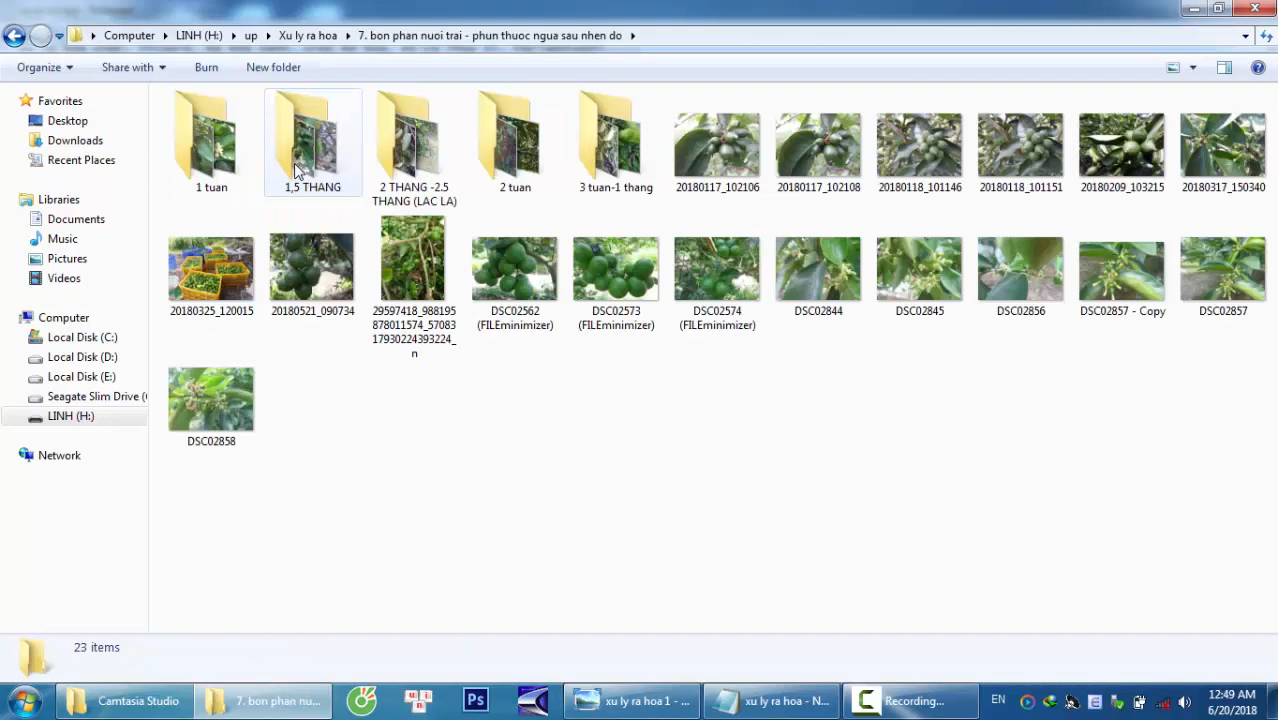 Computer ▸ LINH (H:) ▸ up ▸ Xu ly ra hoa ▸ 7. bon phan nuoi trai - phun thuoc ngua sau nhen do ▸
Organize Share with Burn New folder
Favorites
Desktop
Downloads
Recent Places
Libraries
Documents
Music
Pictures
Videos
Computer
Local Disk (C:)
Local Disk (D:)
Local Disk (E:)
Seagate Slim Drive (
LINH (H:)
Network
1 tuan
1,5 THANG
2 THANG -2.5
THANG (LAC LA)
2 tuan
3 tuan-1 thang
20180117_102106
20180117_102108
20180118_101146
20180118_101151
20180209_103215
20180317_150340
20180325_120015
20180521_090734
29597418_988195
878011574_57083
17930224393224_
n
DSC02562
(FILEminimizer)
DSC02573
(FILEminimizer)
DSC02574
(FILEminimizer)
DSC02844
DSC02845
DSC02856
DSC02857 - Copy
DSC02857
DSC02858
23 items
Camtasia Studio
7. bon phan nu...
Ps
xu ly ra hoa 1 - ...
xu ly ra hoa - N...
Recording...
EN
12:49 AM
6/20/2018